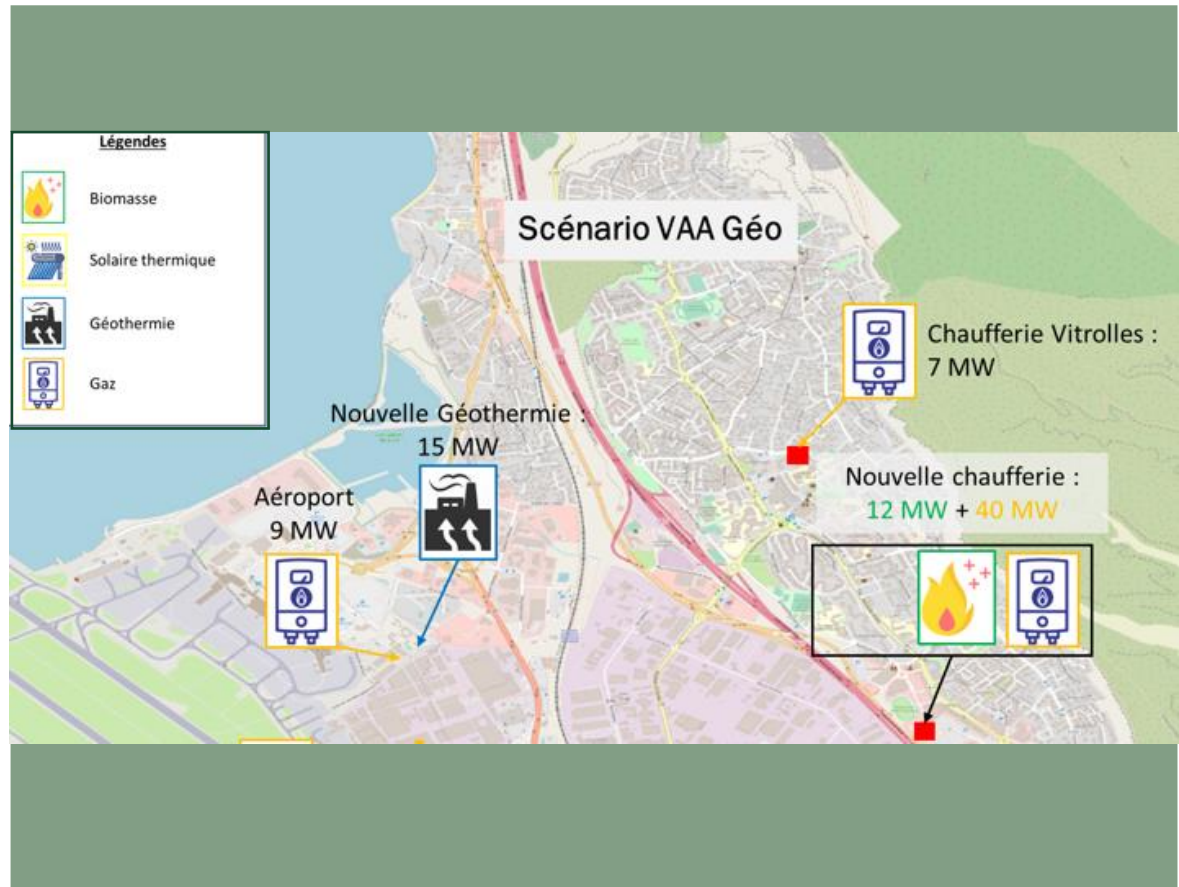 Légendes
Biomasse
Solaire thermique
Géothermie
Gaz
Scénario VAA Géo
Chaufferie Vitrolles :
7 MW
Nouvelle Géothermie :
15 MW
Aéroport
9 MW
Nouvelle chaufferie :
12 MW + 40 MW